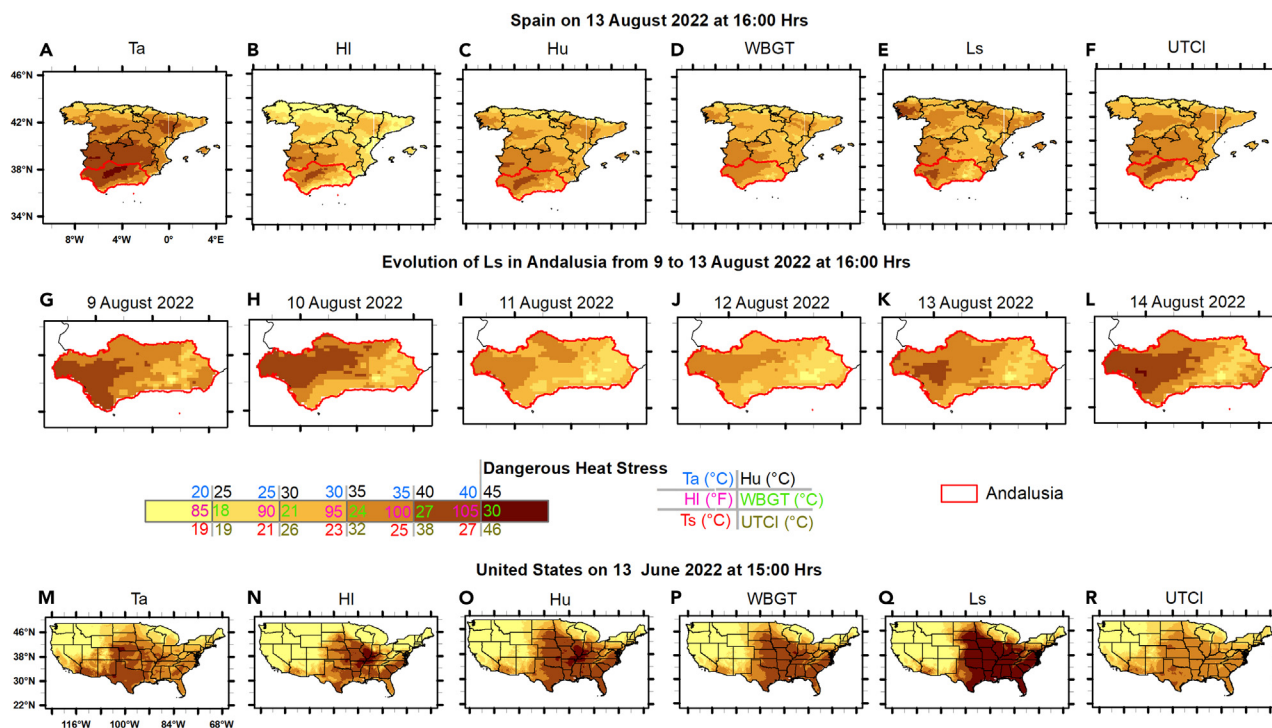 Spain on 13 August 2022 at 16:00 Hrs
A Ta B HI C Hu D WBGT E Ls F UTCI
46°N
42°N
38°N
34°N
8°W 4°W 0° 4°E
Evolution of Ls in Andalusia from 9 to 13 August 2022 at 16:00 Hrs
G 9 August 2022 H 10 August 2022 I 11 August 2022 J 12 August 2022 K 13 August 2022 L 14 August 2022
Dangerous Heat Stress
20 25 25 30 30 35 35 40 40 45
85 18 90 21 95 24 100 27 105 30
19 19 21 26 23 32 25 38 27 46
Ta (°C) Hu (°C)
HI (°F) WBGT (°C)
Ts (°C) UTCI (°C)
Andalusia
United States on 13 June 2022 at 15:00 Hrs
M Ta N HI O Hu P WBGT Q Ls R UTCI
46°N
38°N
30°N
22°N
116°W 100°W 84°W 68°W